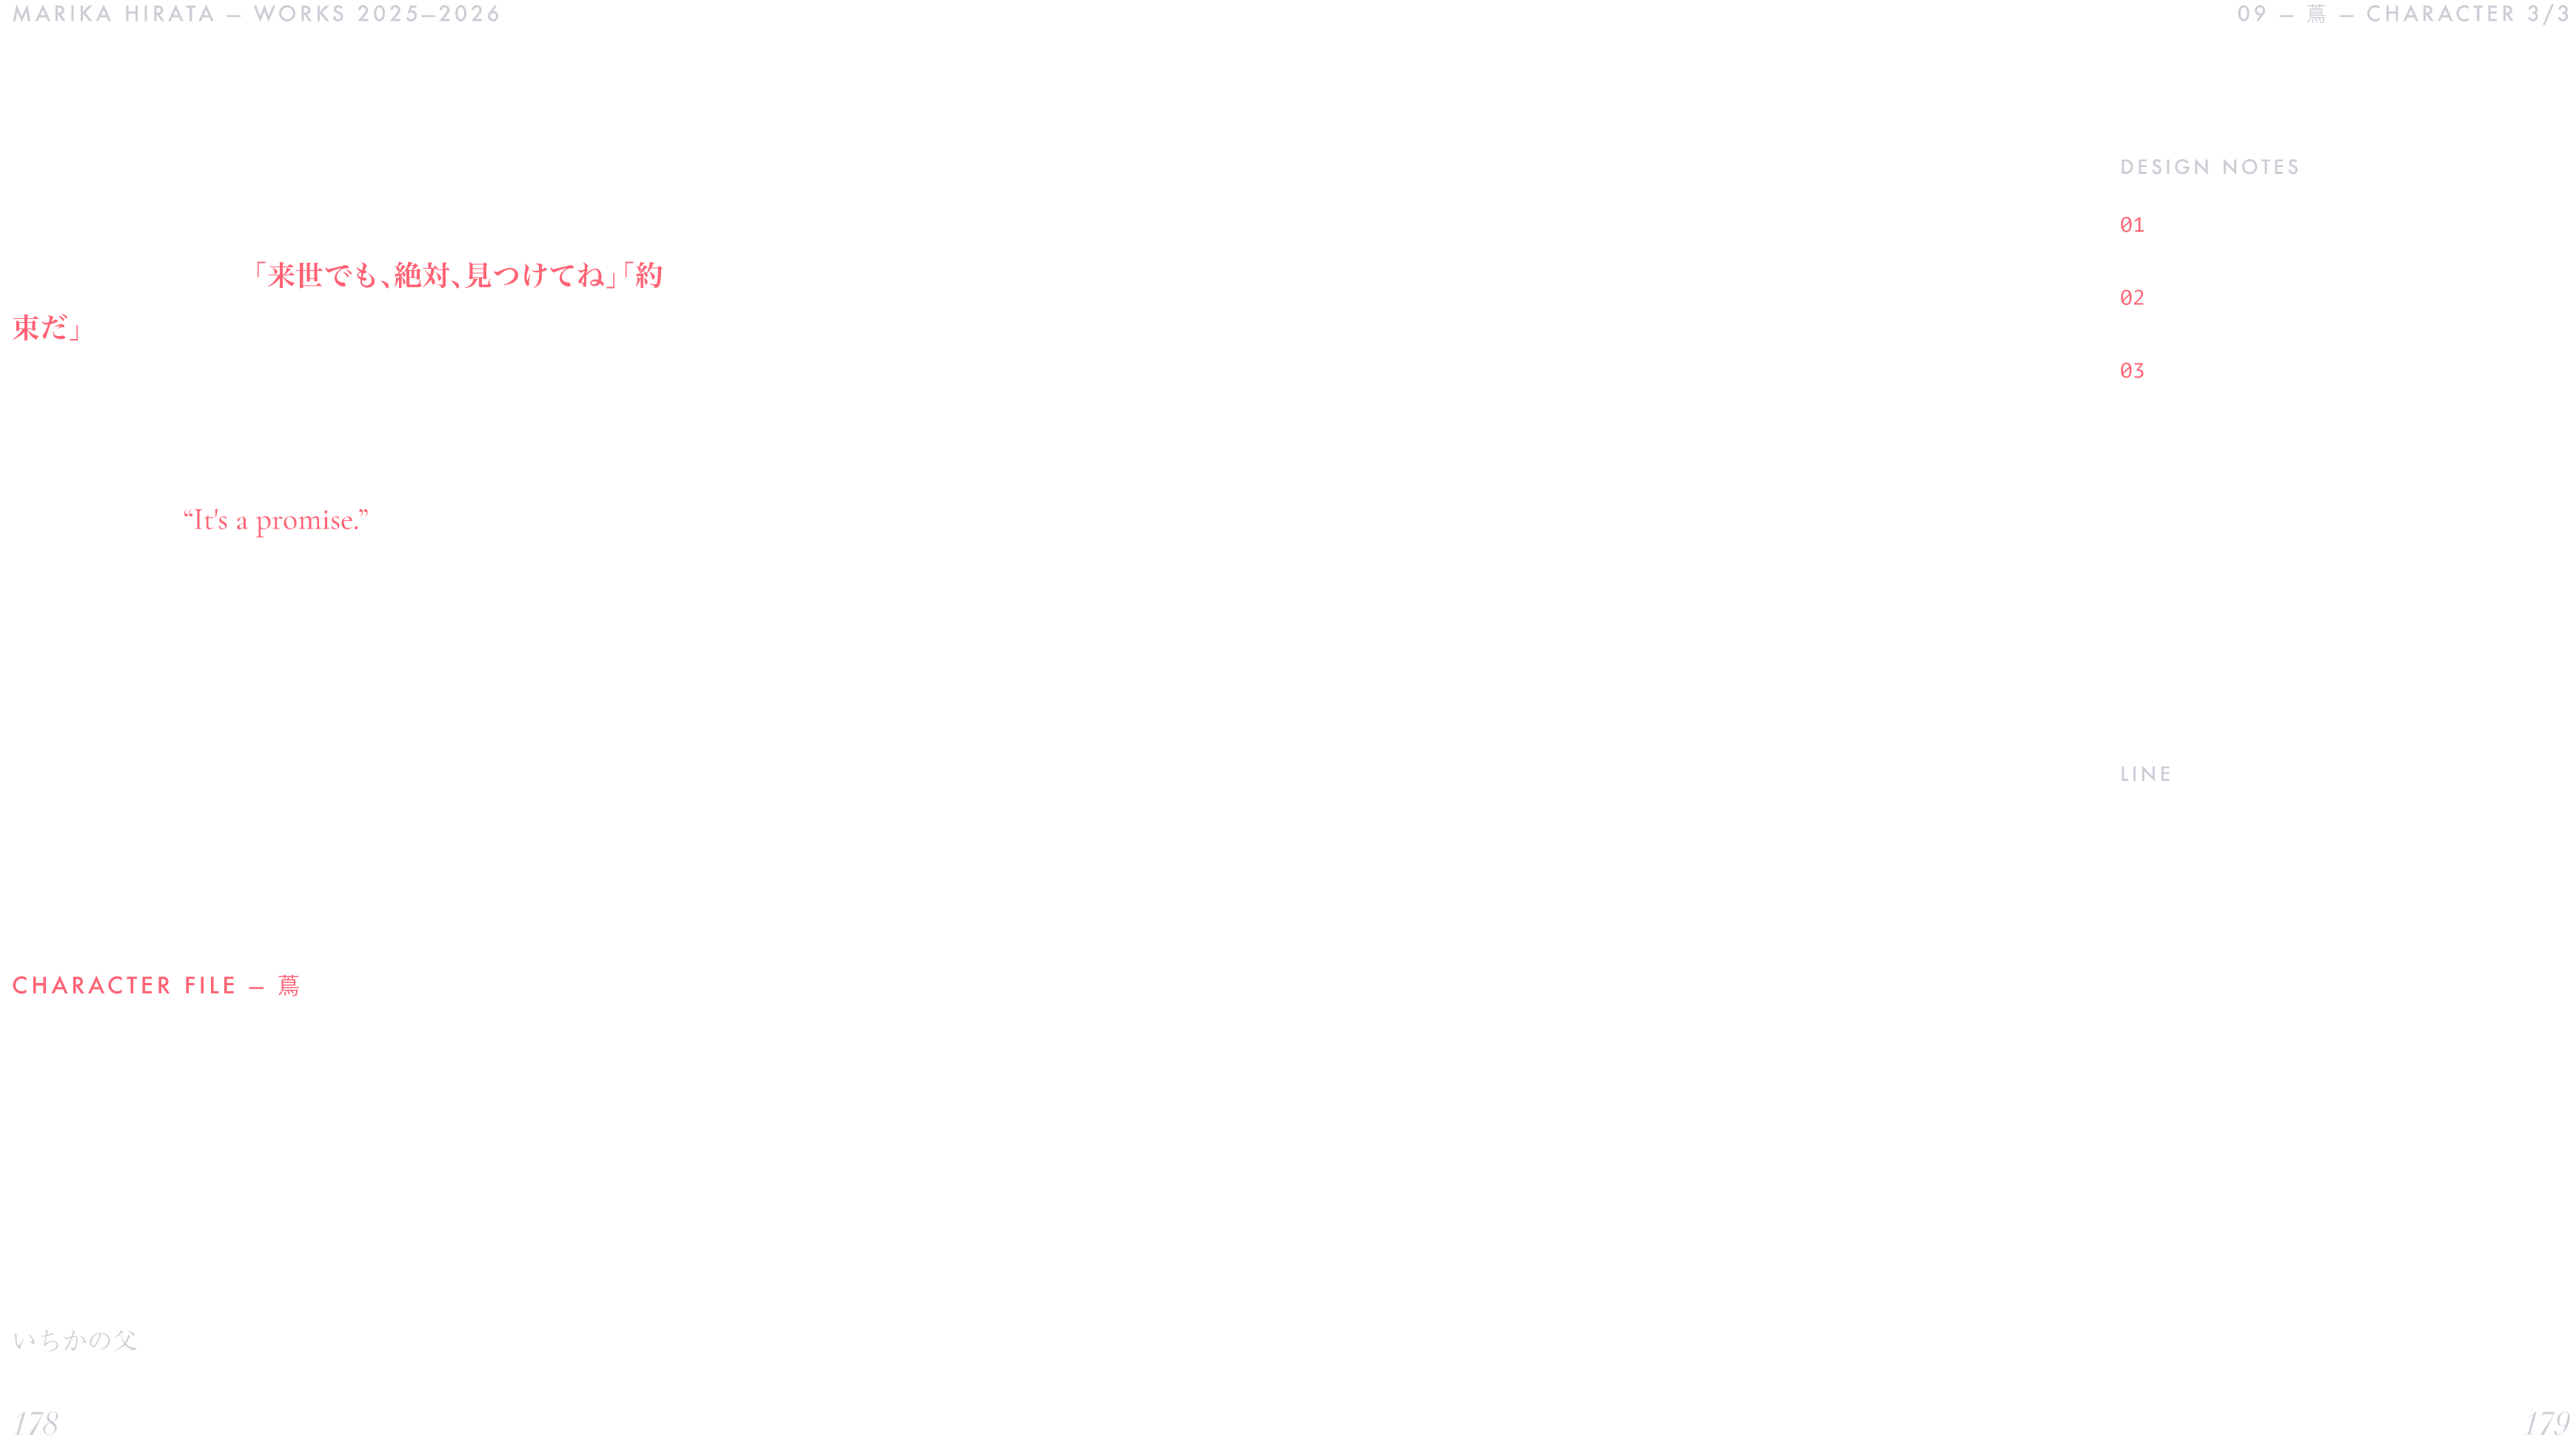 MARIKA HIRATA — WORKS 2025—2026
09 — 蔦 — CHARACTER 3/3
「来世でも、絶対、見つけてね」「約
束だ」
“It's a promise.”
CHARACTER FILE — 蔦
いちかの父
178
DESIGN NOTES
01
02
03
LINE
179